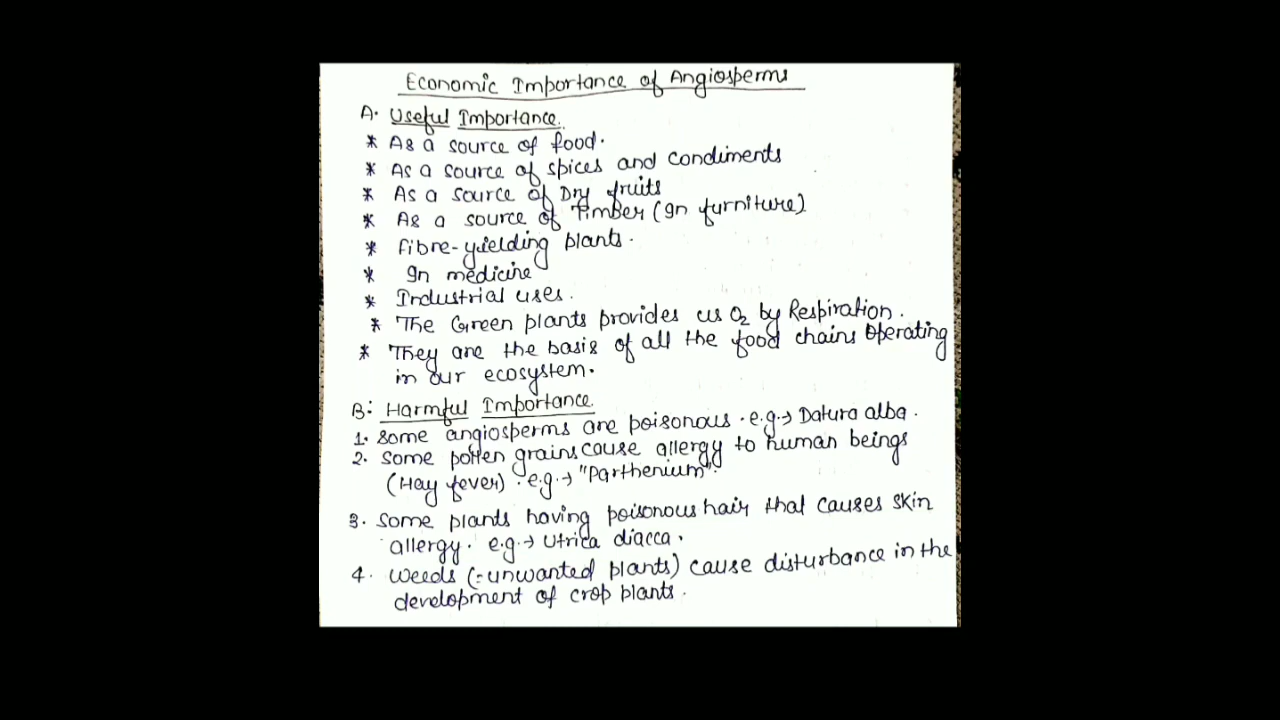 Economic Importance of Angiosperms
A. Useful Importance.
* As a source of food.
* As a source of spices and condiments
* As a source of Dry fruits
* As a source of Timber (In furniture)
* Fibre-yielding plants.
* In medicine
* Industrial uses.
* The Green plants provides us O₂ by Respiration.
* They are the basis of all the food chains Operating
in our ecosystem.
B: Harmful Importance
1. Some angiosperms are poisonous. e.g.→ Datura alba.
2. Some pollen grains cause allergy to human beings
(Hay fever). e.g.→ "Parthenium".
3. Some plants having poisonous hair that causes skin
allergy. e.g.→ Utrica diacca.
4. Weeds (=unwanted plants) cause disturbance in the
development of crop plants.